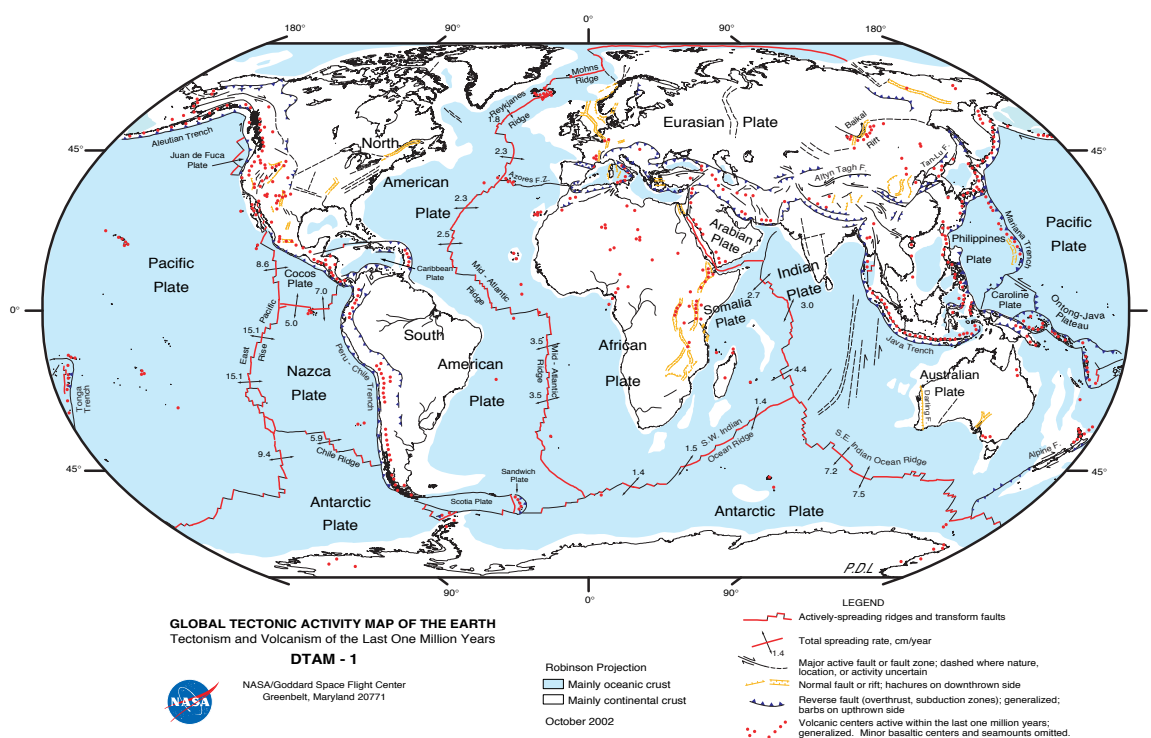 180°
90°
0°
90°
180°
Mohns
Ridge
Reykjanes
Ridge
1.8
Aleutian Trench
45°
Juan de Fuca
Plate
North
American
Plate
2.3
Azores F.Z.
2.3
2.5
Eurasian Plate
Baikal
Rift
Altyn Tagh F.
Tan-Lu F.
45°
Arabian
Plate
Indian
Plate
Philippines
Plate
Mariana Trench
Pacific
Plate
Pacific
Plate
8.6
Cocos
Plate
7.0
5.0
Caribbean
Plate
Mid - Atlantic
Ridge
Somalia
Plate
2.7
3.0
Caroline
Plate
Ontong-Java
Plateau
0°
East
Pacific
Rise
15.1
15.1
Nazca
Plate
Peru - Chile Trench
South
American
Plate
3.5
Mid Atlantic
Ridge
3.5
African
Plate
4.4
1.4
Java Trench
Australian
Plate
Darling F.
Tonga
Trench
9.4
5.9
Chile Ridge
S.W. Indian
Ocean Ridge
1.5
1.4
S.E. Indian Ocean Ridge
7.2
7.5
Alpine F.
45°
45°
Sandwich
Plate
Scotia Plate
Antarctic
Plate
Antarctic Plate
P.D.L
90°
0°
90°
GLOBAL TECTONIC ACTIVITY MAP OF THE EARTH
Tectonism and Volcanism of the Last One Million Years
DTAM - 1
NASA
NASA/Goddard Space Flight Center
Greenbelt, Maryland 20771
Robinson Projection
Mainly oceanic crust
Mainly continental crust
October 2002
LEGEND
Actively-spreading ridges and transform faults
Total spreading rate, cm/year
1.4
Major active fault or fault zone; dashed where nature,
location, or activity uncertain
Normal fault or rift; hachures on downthrown side
Reverse fault (overthrust, subduction zones); generalized;
barbs on upthrown side
Volcanic centers active within the last one million years;
generalized. Minor basaltic centers and seamounts omitted.